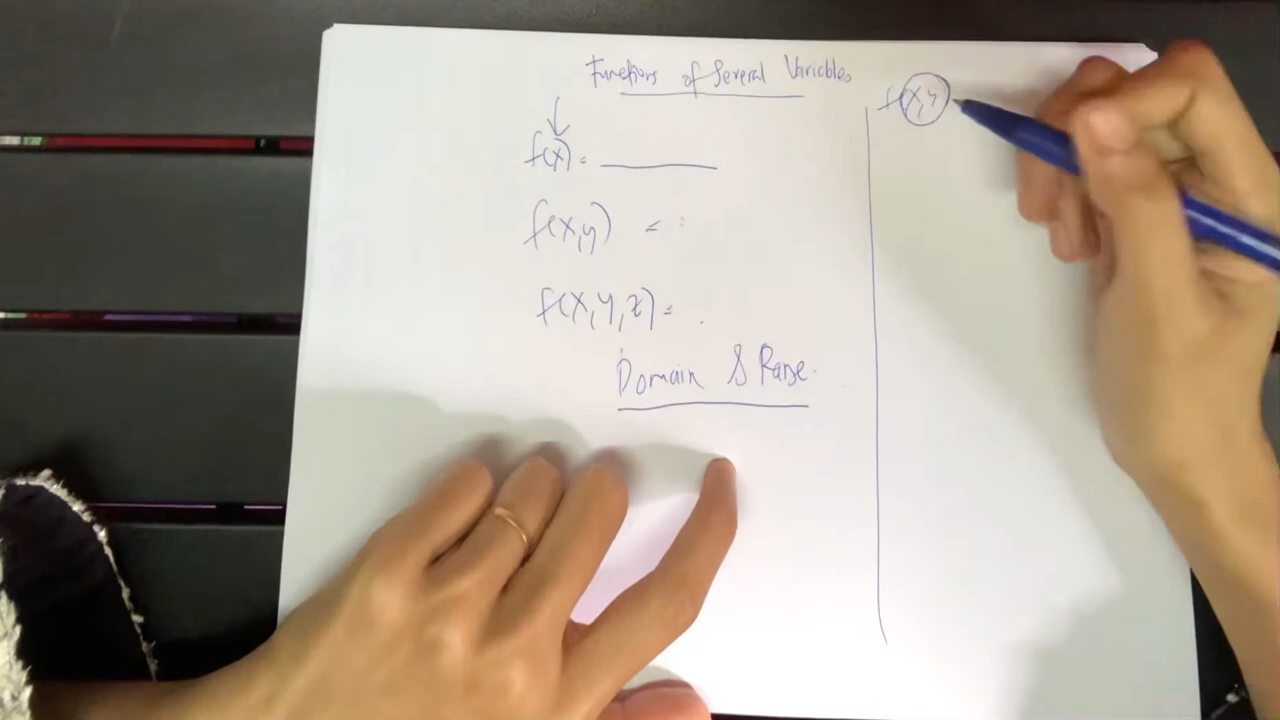 Functions of Several Variables
f(x) =
f(x,y) =
f(x,y,z) =
Domain & Range
f(x,y